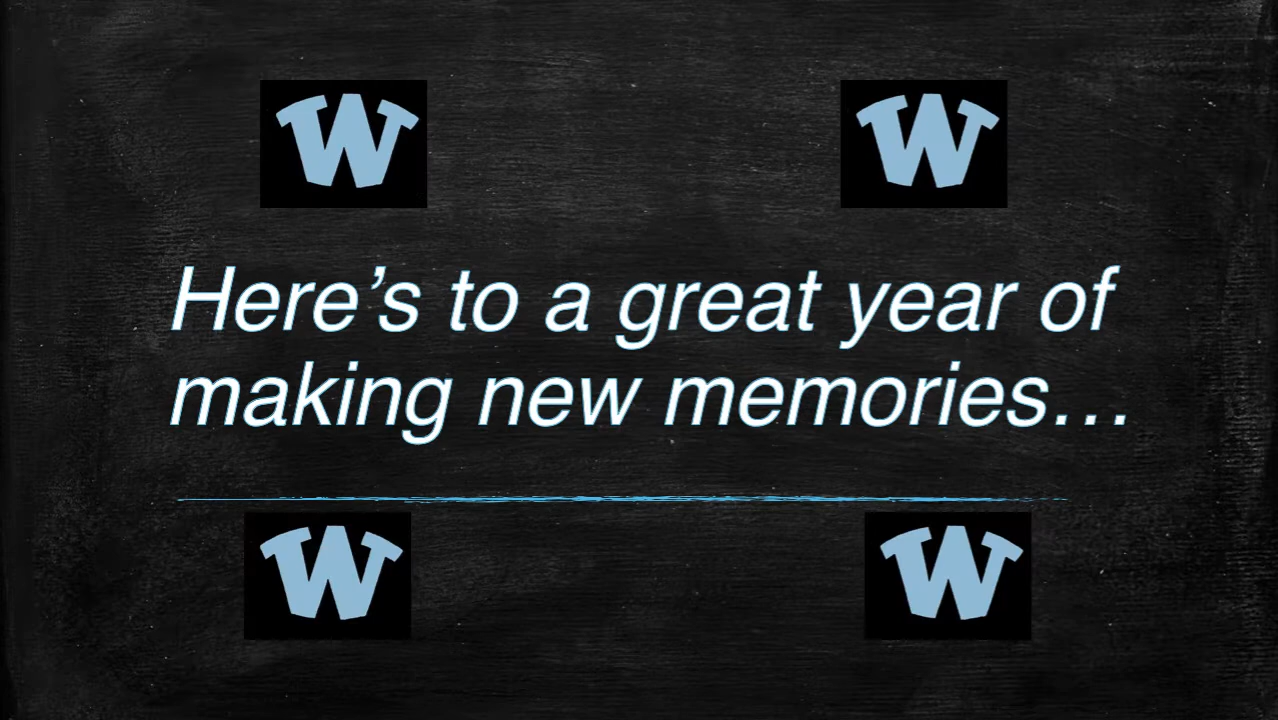 W W
Here’s to a great year of
making new memories…
W W